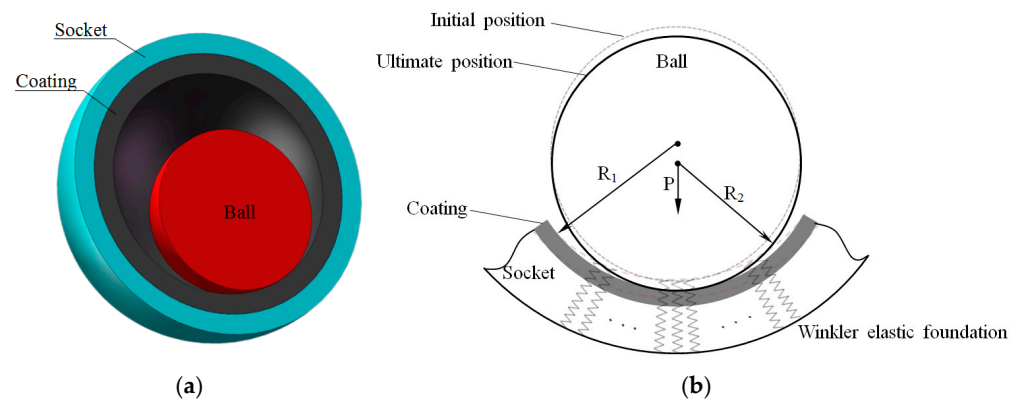 Socket
Coating
Ball
(a)
Initial position
Ultimate position
Ball
R₁
P
R₂
Coating
Socket
Winkler elastic foundation
(b)